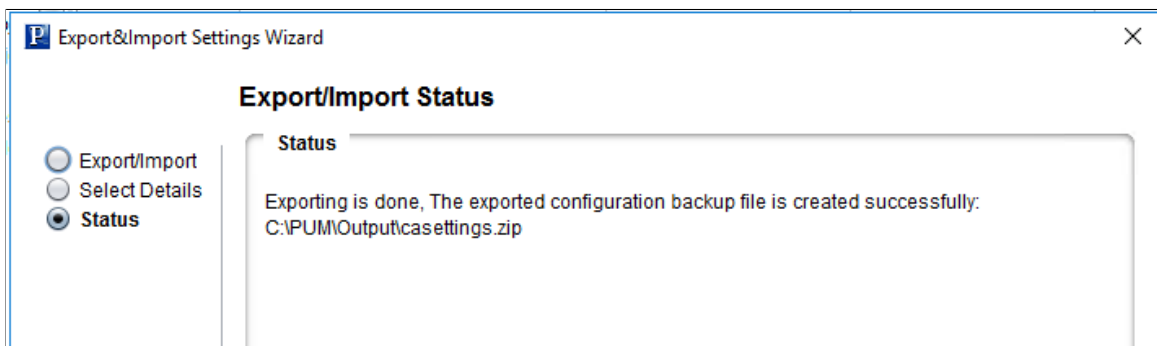 Export&Import Settings Wizard
Export/Import Status
Export/Import
Select Details
Status
Status
Exporting is done, The exported configuration backup file is created successfully:
C:\PUM\Output\casettings.zip